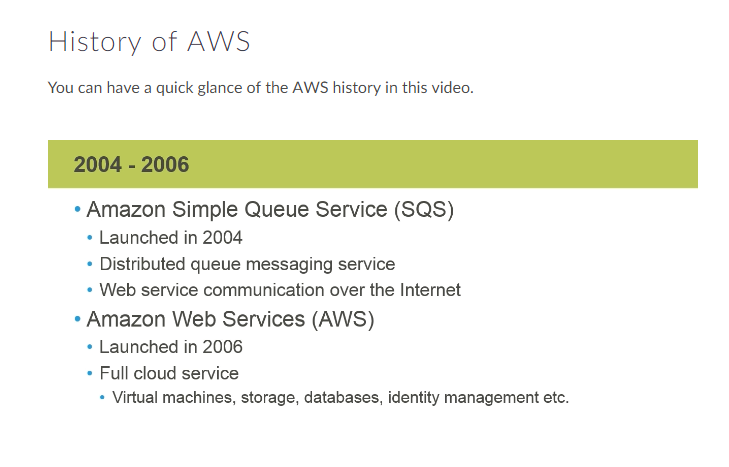 History of AWS
You can have a quick glance of the AWS history in this video.
2004 - 2006
• Amazon Simple Queue Service (SQS)
• Launched in 2004
• Distributed queue messaging service
• Web service communication over the Internet
• Amazon Web Services (AWS)
• Launched in 2006
• Full cloud service
• Virtual machines, storage, databases, identity management etc.